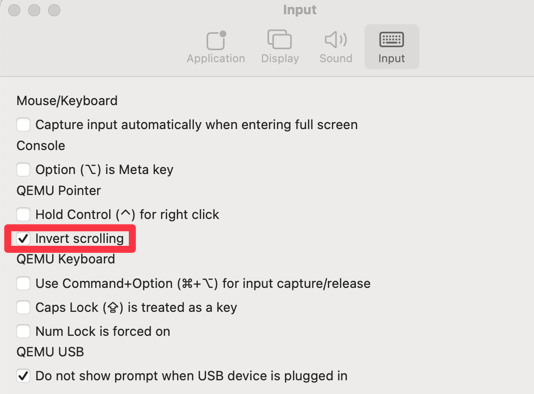 Input
Application
Display
Sound
Input
Mouse/Keyboard
Capture input automatically when entering full screen
Console
Option (⌥) is Meta key
QEMU Pointer
Hold Control (^) for right click
Invert scrolling
QEMU Keyboard
Use Command+Option (⌘+⌥) for input capture/release
Caps Lock (⇪) is treated as a key
Num Lock is forced on
QEMU USB
Do not show prompt when USB device is plugged in